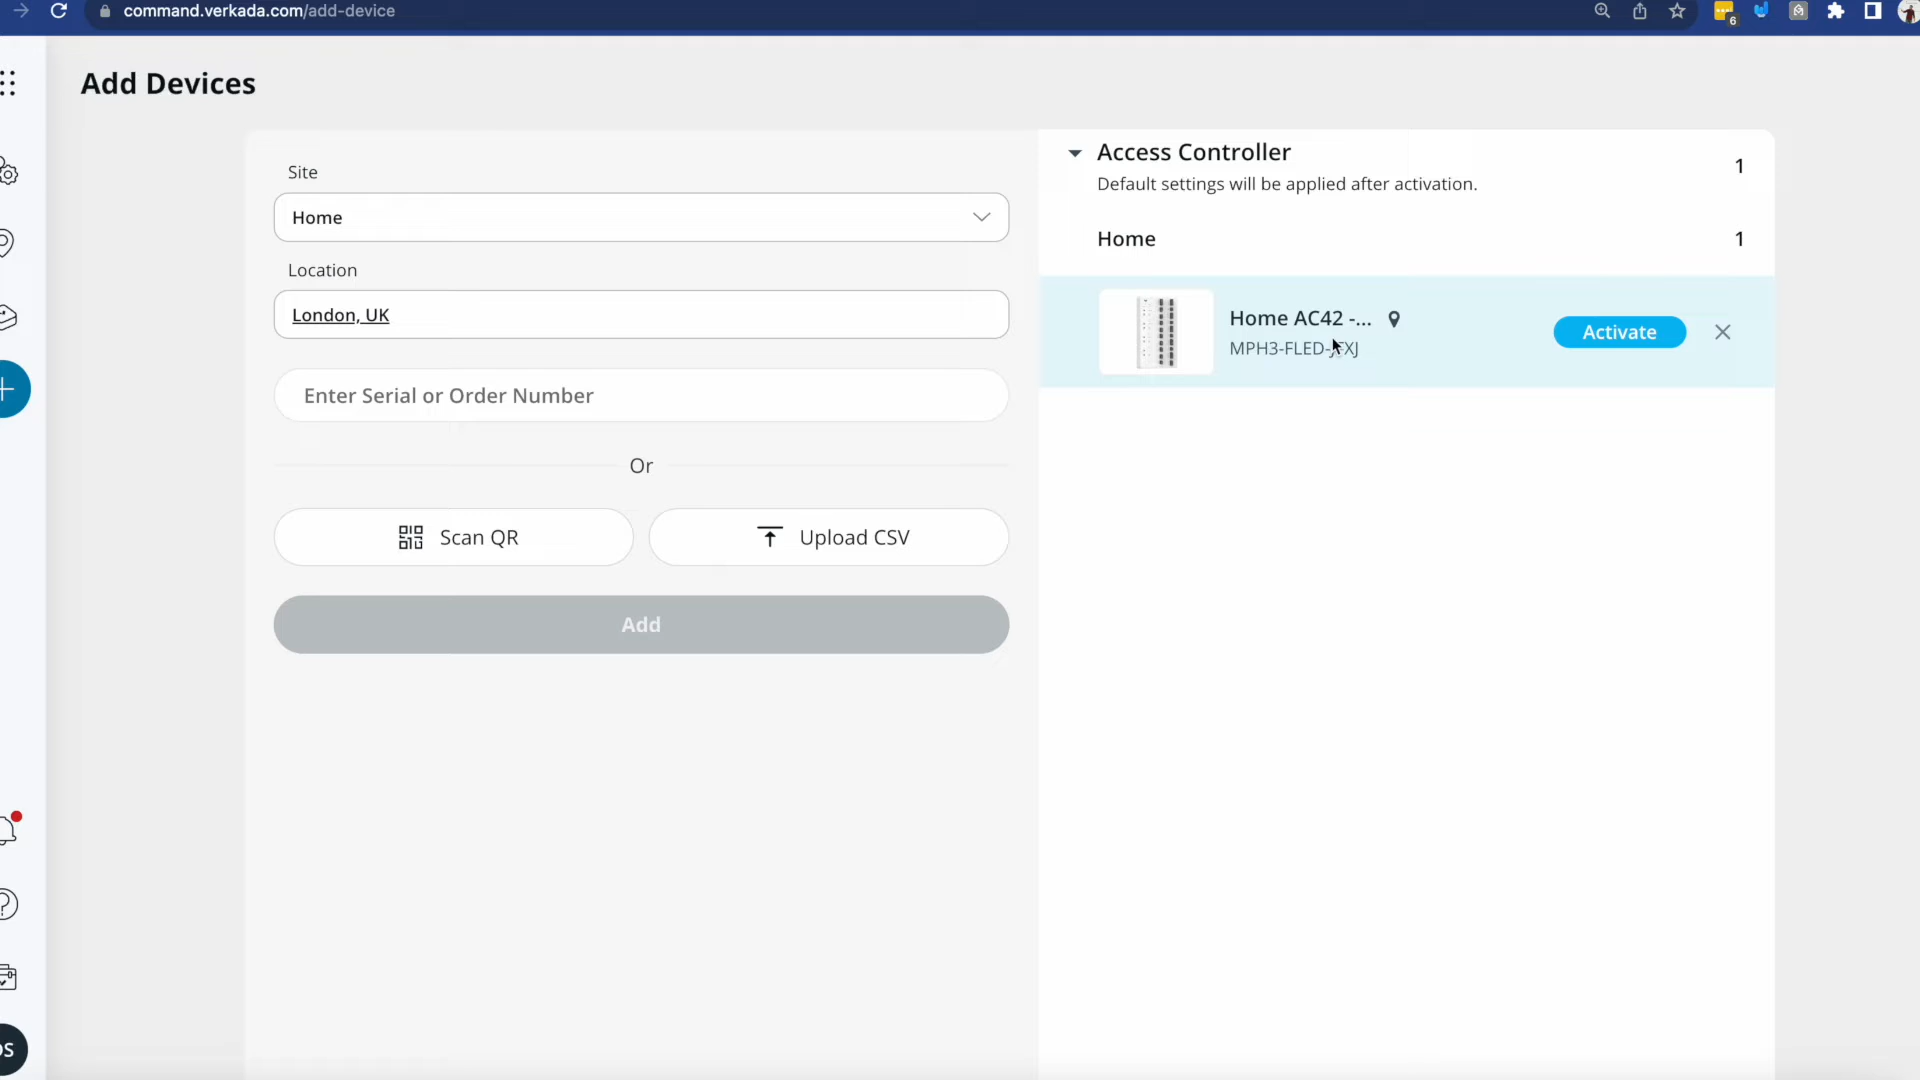 command.verkada.com/add-device
6
Add Devices
Site
Home
Location
London, UK
Enter Serial or Order Number
Or
Scan QR
Upload CSV
Add
Access Controller
1
Default settings will be applied after activation.
Home
1
Home AC42 -...
Activate